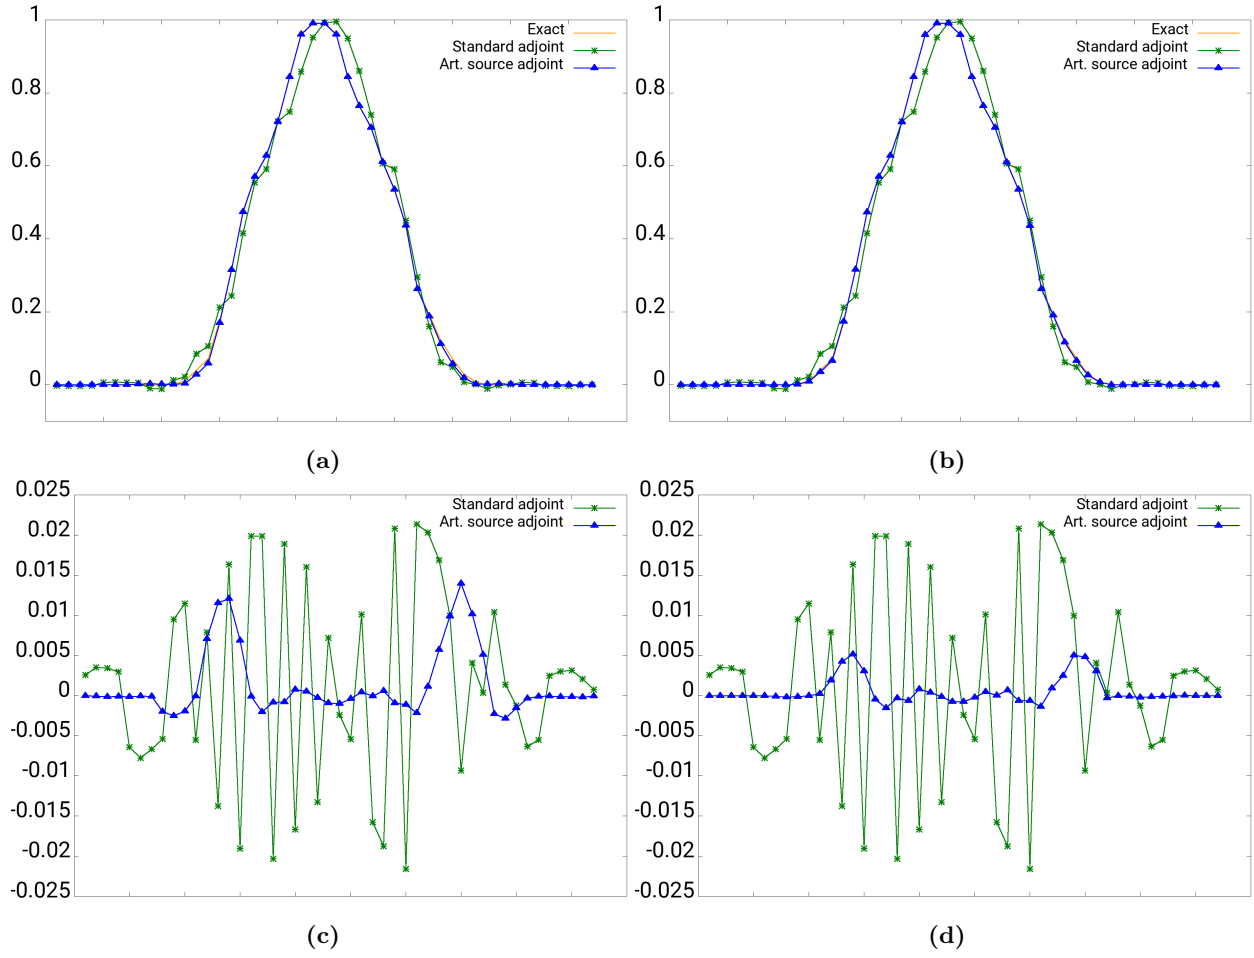 1
0.8
0.6
0.4
0.2
0
Exact
Standard adjoint
Art. source adjoint
(a)
1
0.8
0.6
0.4
0.2
0
Exact
Standard adjoint
Art. source adjoint
(b)
0.025
0.02
0.015
0.01
0.005
0
-0.005
-0.01
-0.015
-0.02
-0.025
Standard adjoint
Art. source adjoint
(c)
0.025
0.02
0.015
0.01
0.005
0
-0.005
-0.01
-0.015
-0.02
-0.025
Standard adjoint
Art. source adjoint
(d)